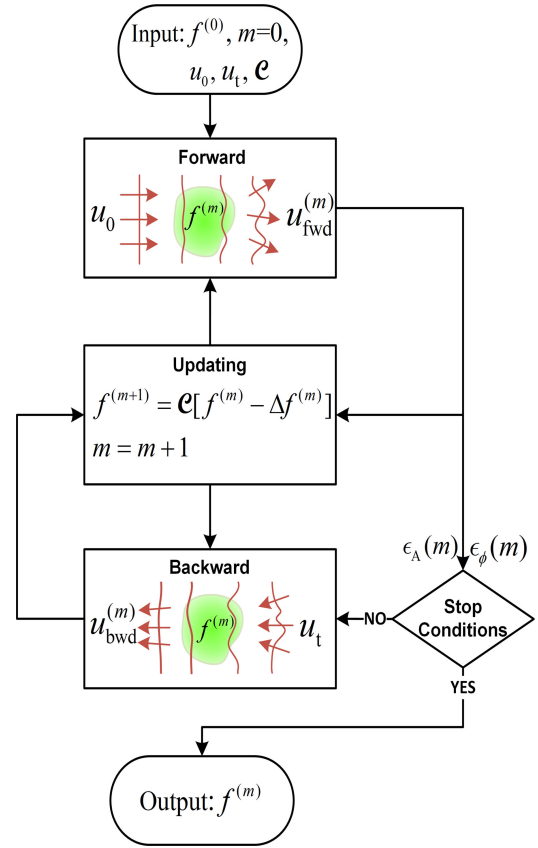 Input: f^(0), m=0,
u_0, u_t, 𝓒
Forward
u_0
f^(m)
u_fwd^(m)
Updating
f^(m+1) = 𝓒[f^(m) − Δf^(m)]
m = m + 1
ϵ_A(m) ϵ_ϕ(m)
Backward
u_bwd^(m)
f^(m)
u_t
NO
Stop
Conditions
YES
Output: f^(m)